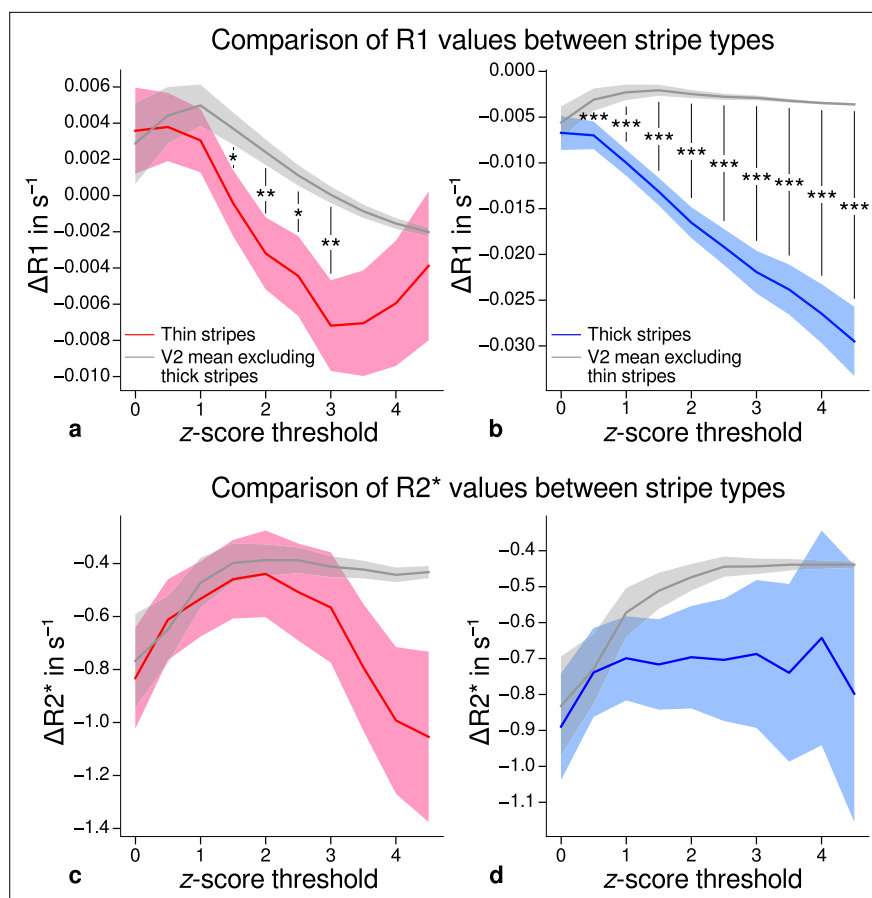 Comparison of R1 values between stripe types
0.006
0.004
0.002
0.000
−0.002
−0.004
−0.006
−0.008
−0.010
ΔR1 in s⁻¹
*
**
*
**
Thin stripes
V2 mean excluding
thick stripes
0 1 2 3 4
a
z-score threshold
0.000
−0.005
−0.010
−0.015
−0.020
−0.025
−0.030
ΔR1 in s⁻¹
***
***
***
***
***
***
***
***
***
Thick stripes
V2 mean excluding
thin stripes
0 1 2 3 4
b
z-score threshold
Comparison of R2* values between stripe types
−0.4
−0.6
−0.8
−1.0
−1.2
−1.4
ΔR2* in s⁻¹
0 1 2 3 4
c
z-score threshold
−0.4
−0.5
−0.6
−0.7
−0.8
−0.9
−1.0
−1.1
ΔR2* in s⁻¹
0 1 2 3 4
d
z-score threshold